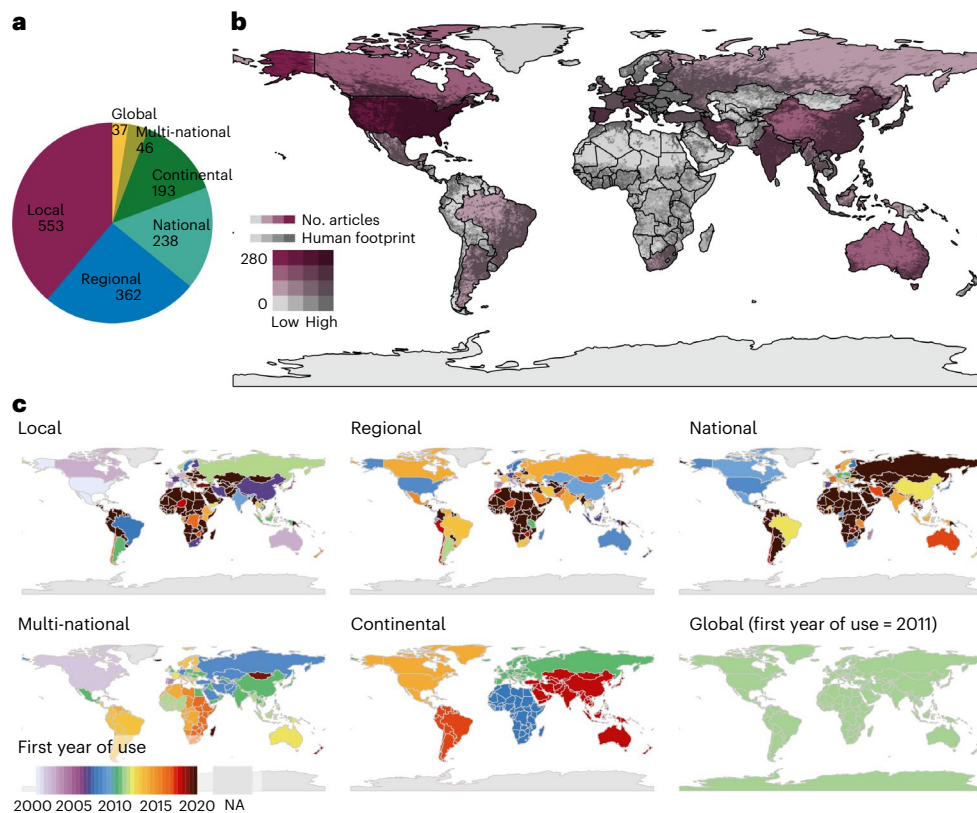 a
Global
37
Multi-national
46
Continental
193
National
238
Regional
362
Local
553
b
No. articles
Human footprint
280
0
Low High
c
Local
Regional
National
Multi-national
Continental
Global (first year of use = 2011)
First year of use
2000 2005 2010 2015 2020 NA